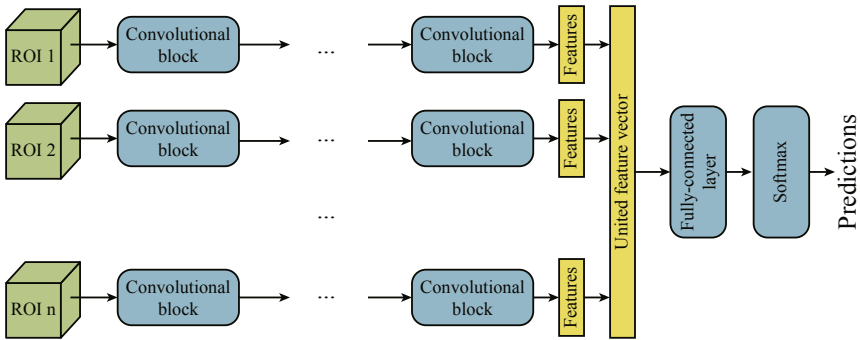 ROI 1
Convolutional
block
...
Convolutional
block
Features
ROI 2
Convolutional
block
...
Convolutional
block
Features
...
ROI n
Convolutional
block
...
Convolutional
block
Features
United feature vector
Fully-connected
layer
Softmax
Predictions